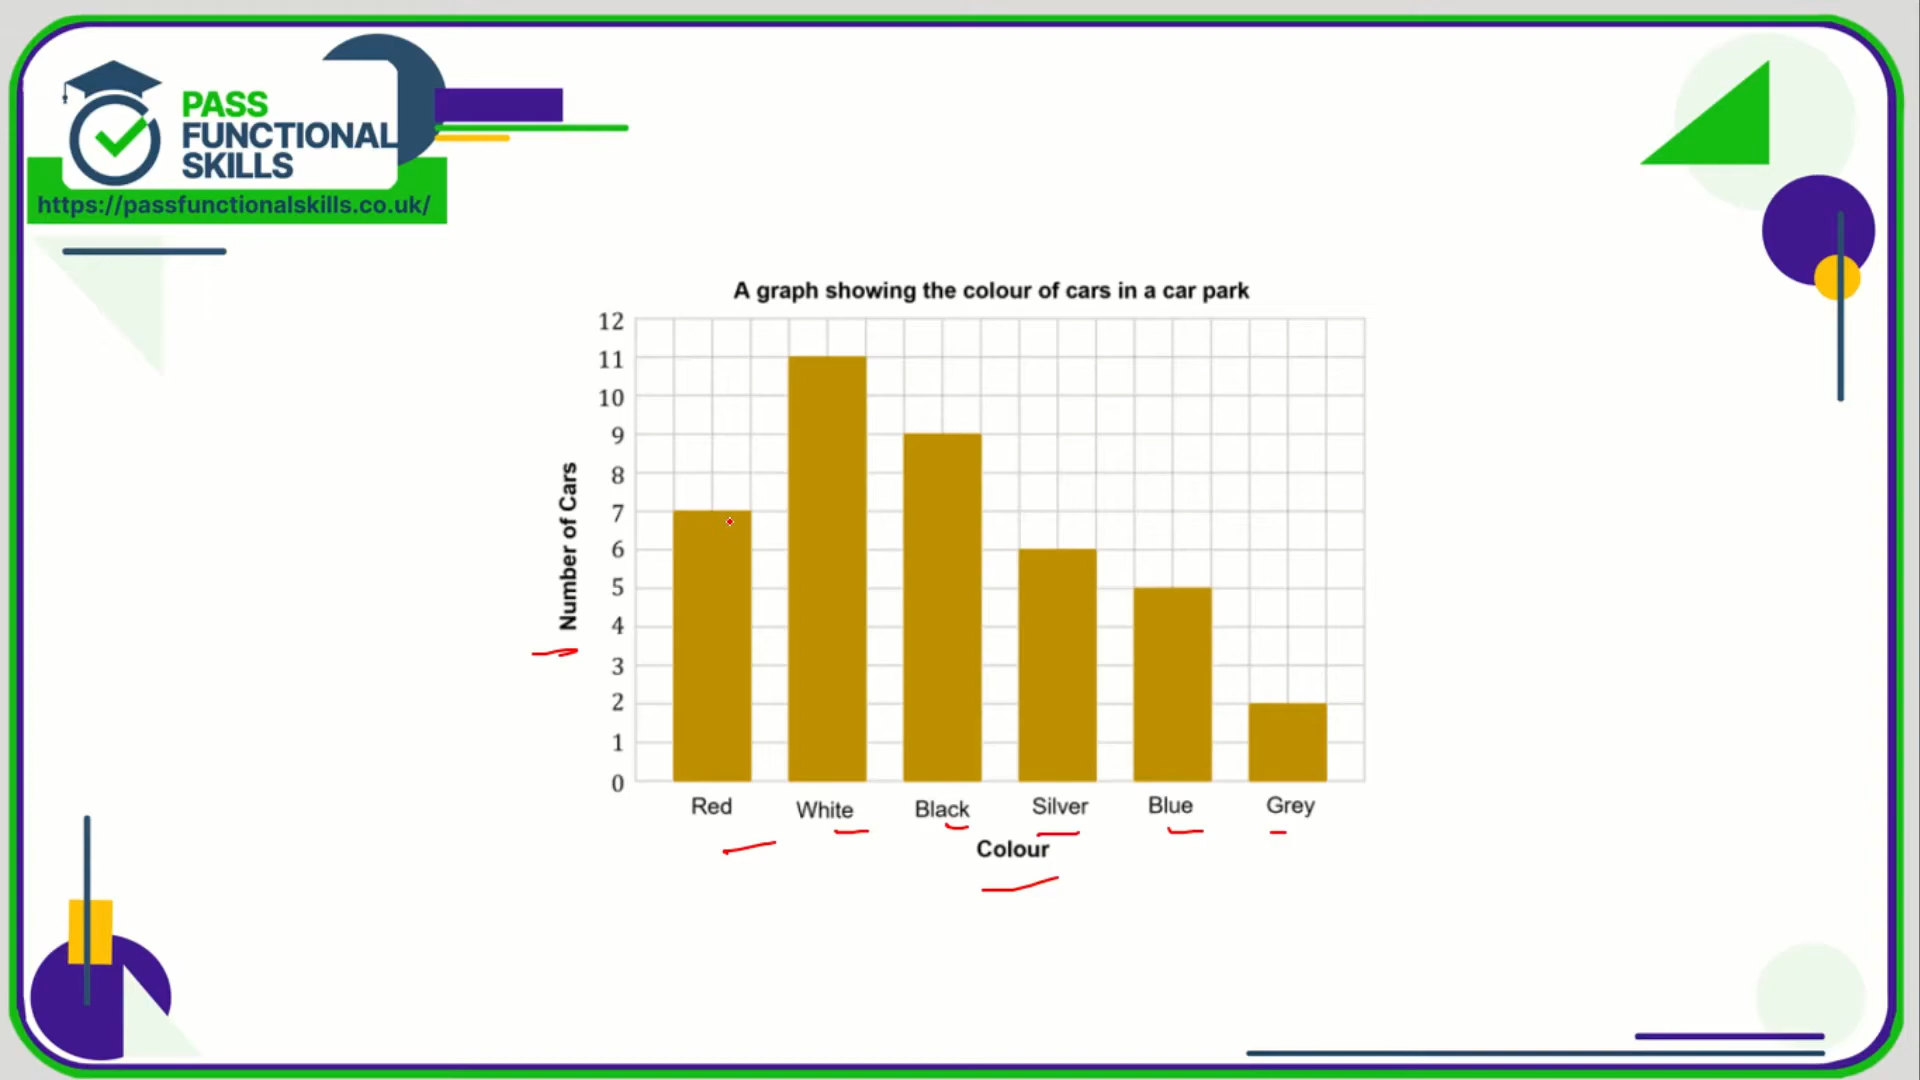 PASS
FUNCTIONAL
SKILLS
https://passfunctionalskills.co.uk/
A graph showing the colour of cars in a car park
12
11
10
9
8
7
6
5
4
3
2
1
0
Number of Cars
Red White Black Silver Blue Grey
Colour